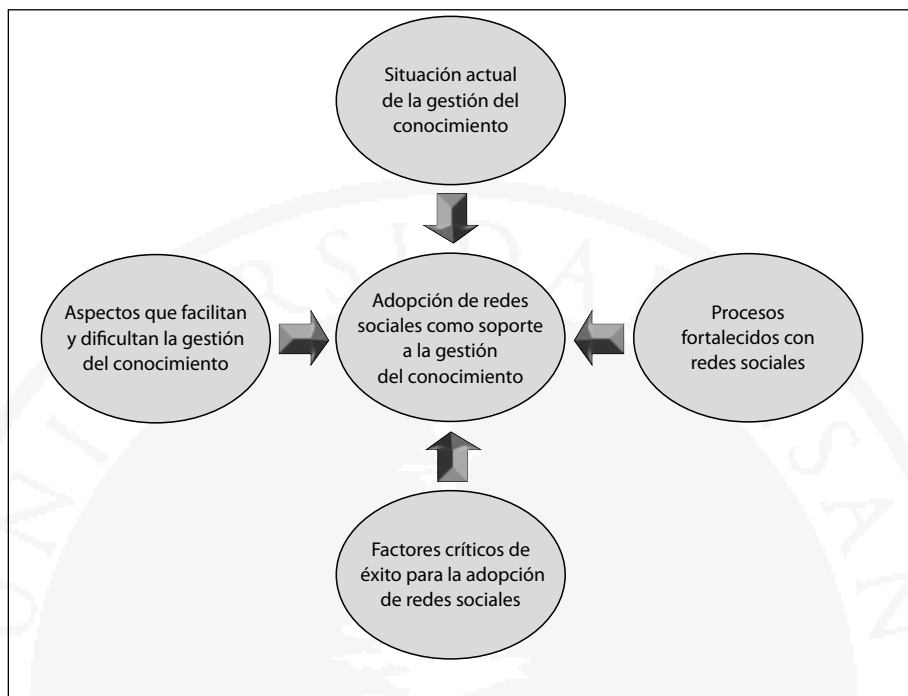 Situación actual
de la gestión del
conocimiento
Aspectos que facilitan
y dificultan la gestión
del conocimiento
Adopción de redes
sociales como soporte
a la gestión
del conocimiento
Procesos
fortalecidos con
redes sociales
Factores críticos de
éxito para la adopción
de redes sociales